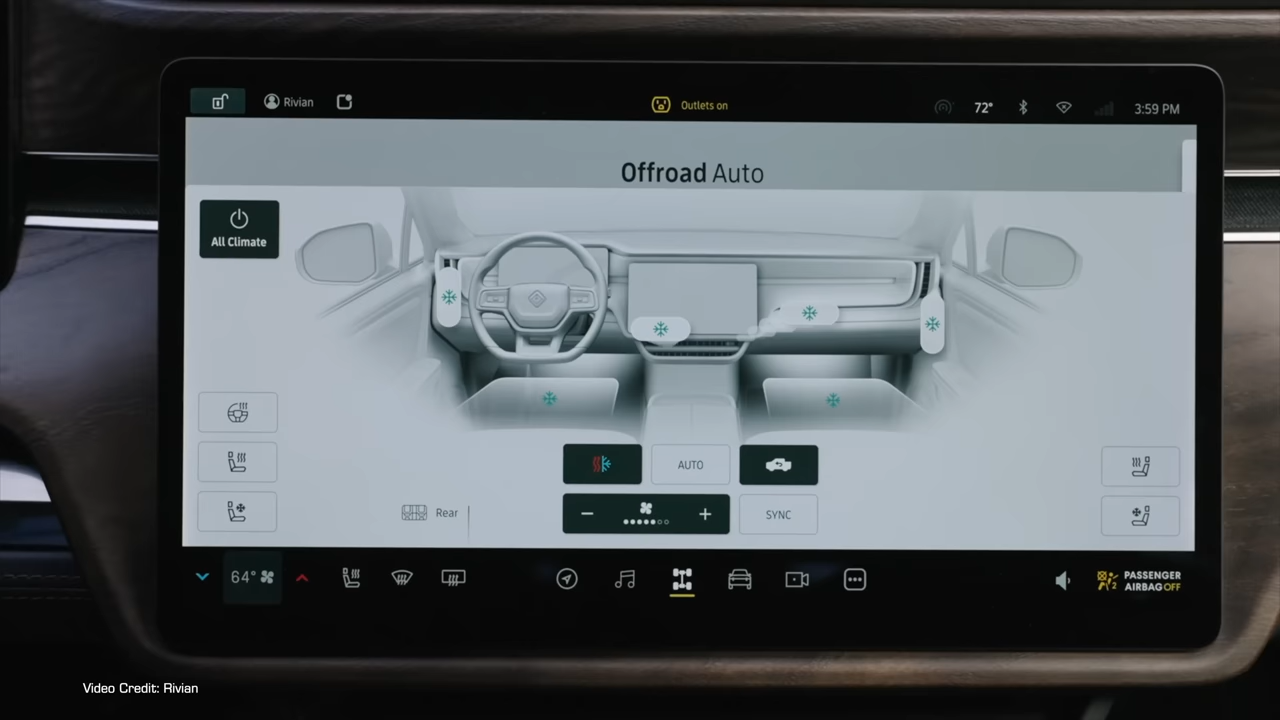 Rivian
Outlets on
72°
3:59 PM
Offroad Auto
All Climate
AUTO
Rear
SYNC
64°
2
PASSENGER
AIRBAG OFF
Video Credit: Rivian